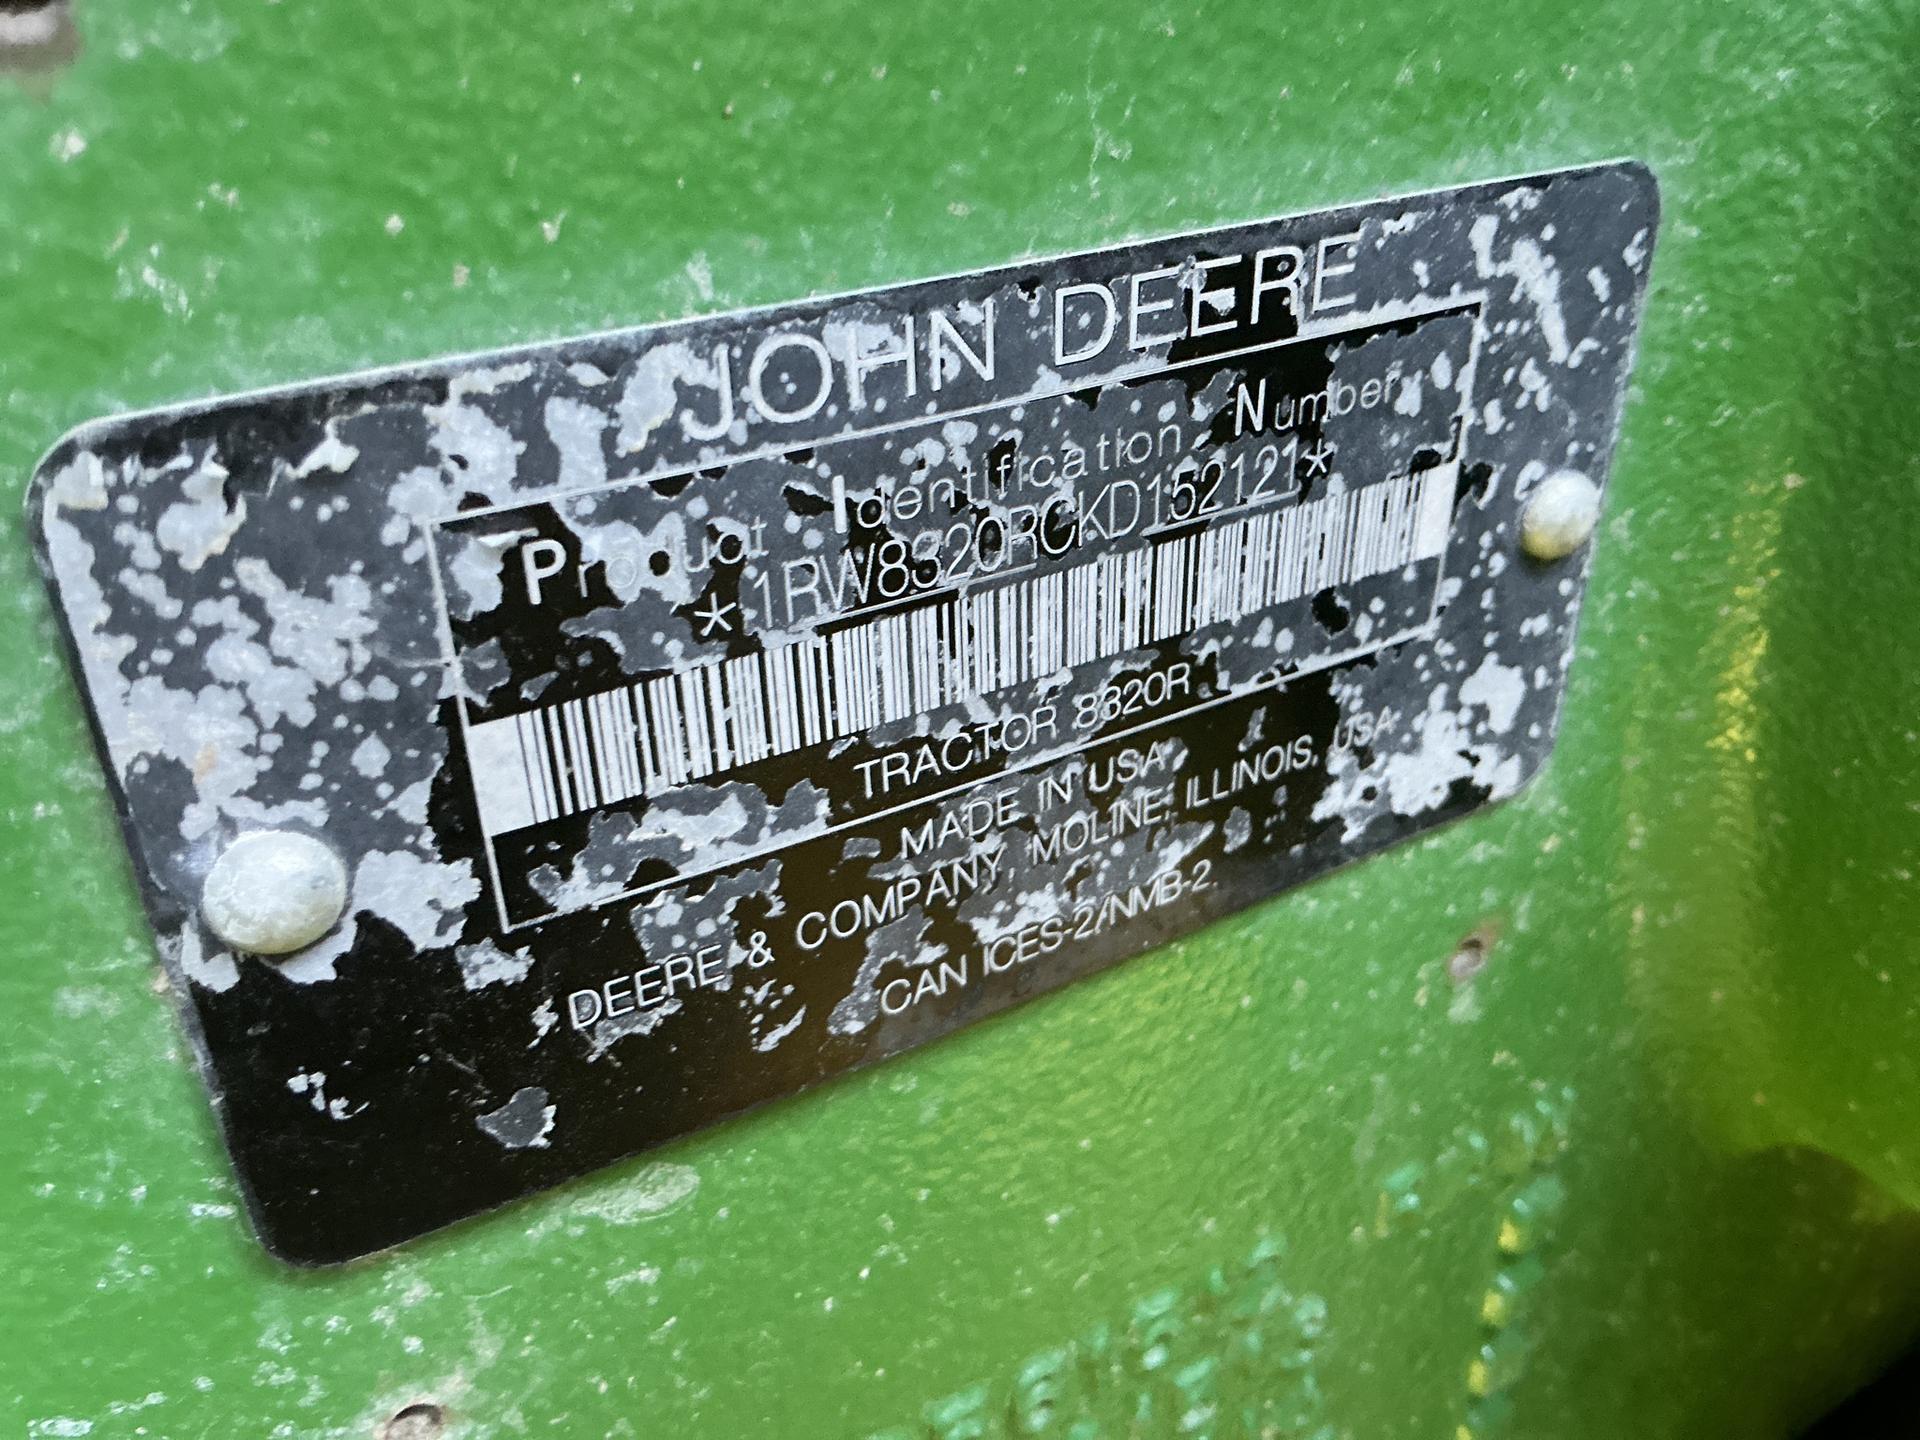 JOHN DEERE
Product Identification Number
*1RW8320RCKD152121*
TRACTOR 8320R
MADE IN USA
DEERE & COMPANY, MOLINE, ILLINOIS, USA
CAN ICES-2/NMB-2